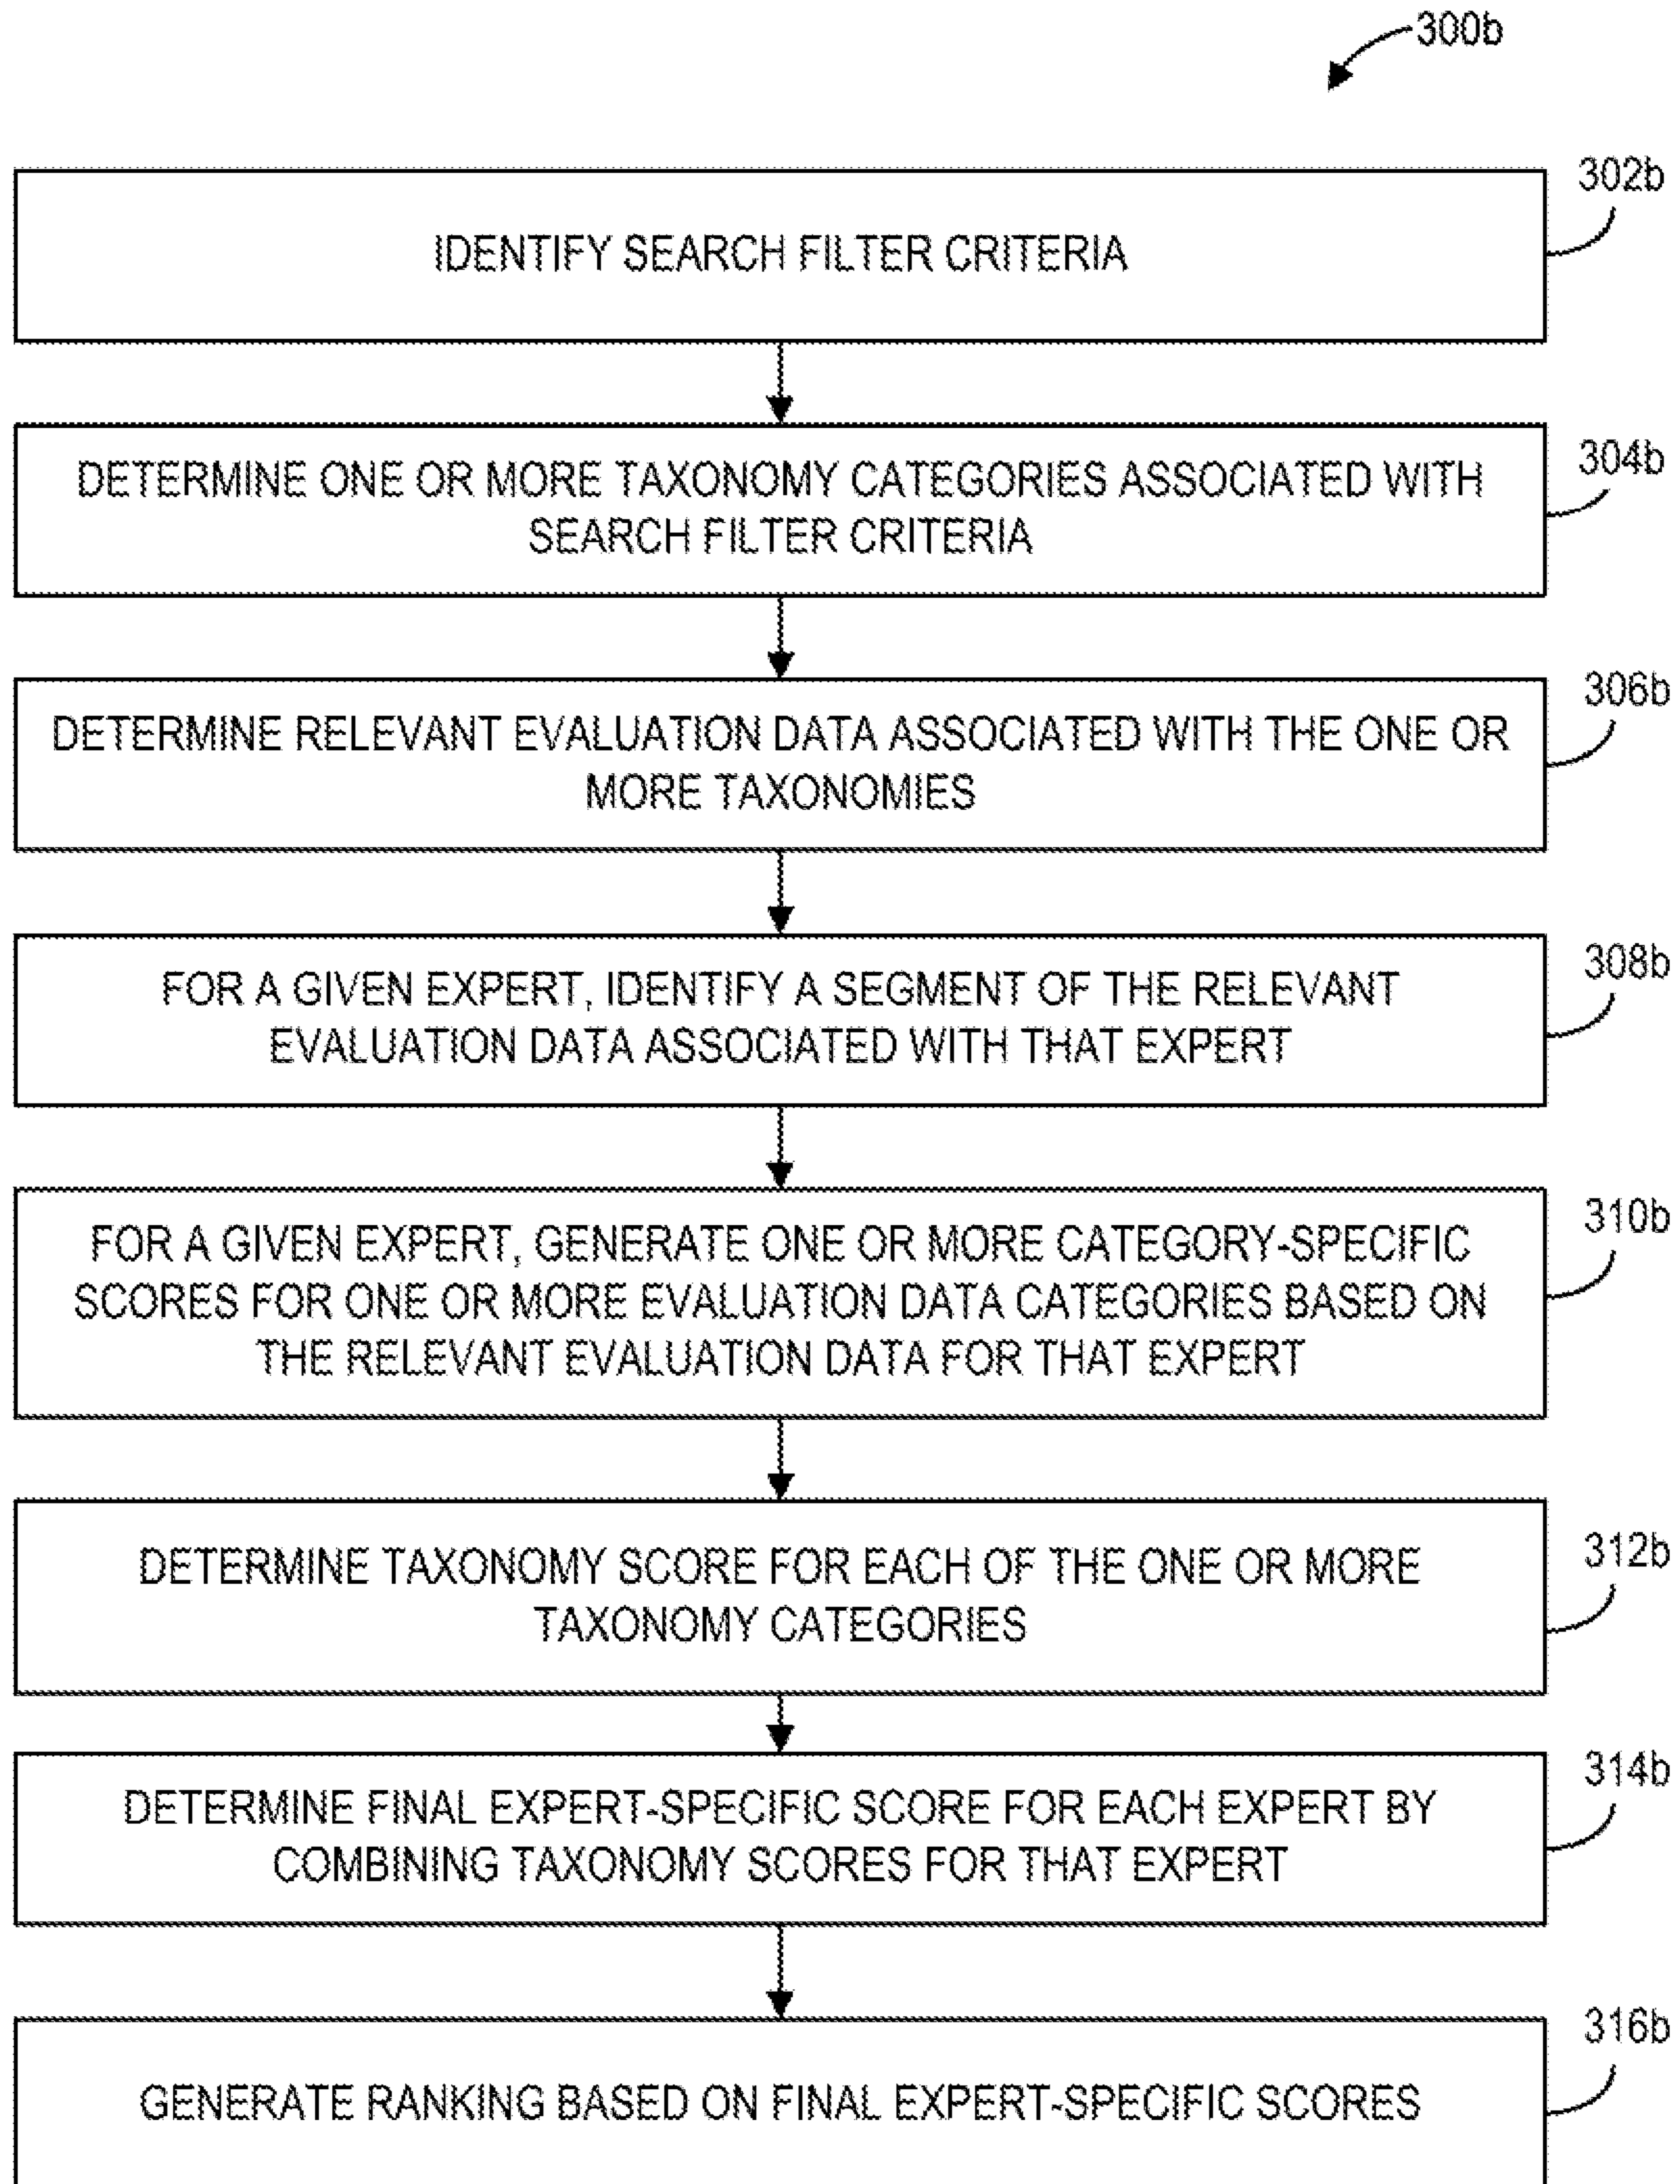 300b
302b
IDENTIFY SEARCH FILTER CRITERIA
304b
DETERMINE ONE OR MORE TAXONOMY CATEGORIES ASSOCIATED WITH
SEARCH FILTER CRITERIA
306b
DETERMINE RELEVANT EVALUATION DATA ASSOCIATED WITH THE ONE OR
MORE TAXONOMIES
308b
FOR A GIVEN EXPERT, IDENTIFY A SEGMENT OF THE RELEVANT
EVALUATION DATA ASSOCIATED WITH THAT EXPERT
310b
FOR A GIVEN EXPERT, GENERATE ONE OR MORE CATEGORY-SPECIFIC
SCORES FOR ONE OR MORE EVALUATION DATA CATEGORIES BASED ON
THE RELEVANT EVALUATION DATA FOR THAT EXPERT
312b
DETERMINE TAXONOMY SCORE FOR EACH OF THE ONE OR MORE
TAXONOMY CATEGORIES
314b
DETERMINE FINAL EXPERT-SPECIFIC SCORE FOR EACH EXPERT BY
COMBINING TAXONOMY SCORES FOR THAT EXPERT
316b
GENERATE RANKING BASED ON FINAL EXPERT-SPECIFIC SCORES